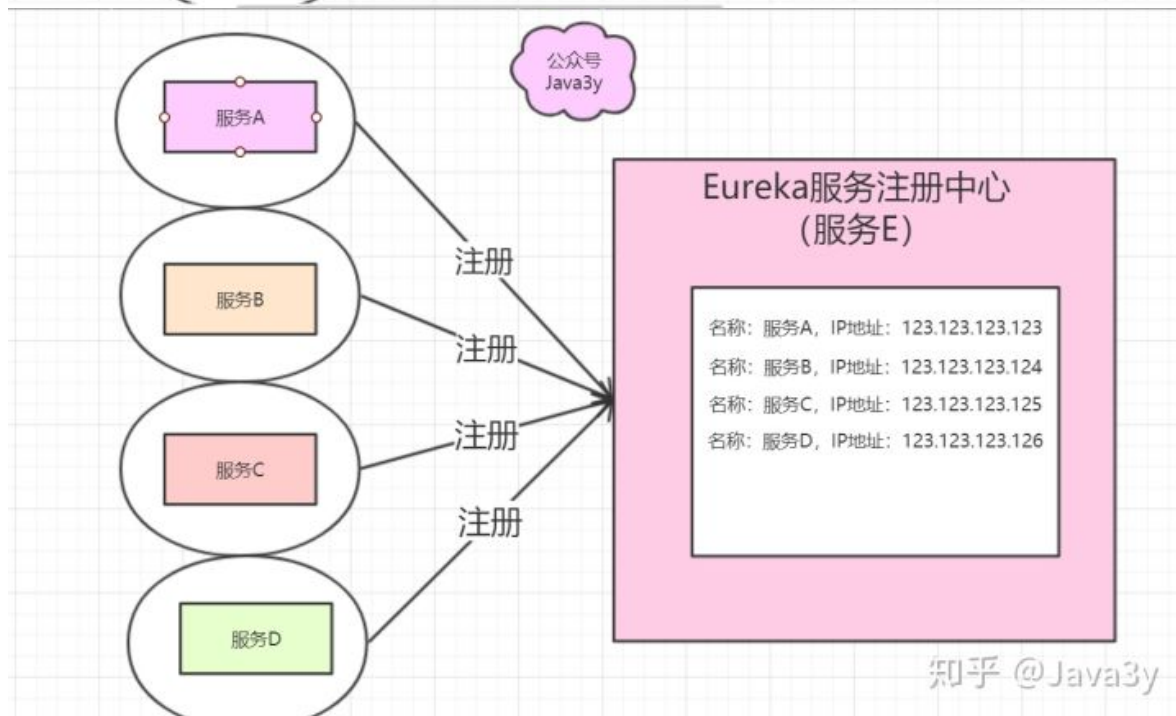 公众号
Java3y
服务A
Eureka服务注册中心
（服务E）
注册
服务B
名称：服务A，IP地址：123.123.123.123
注册
名称：服务B，IP地址：123.123.123.124
名称：服务C，IP地址：123.123.123.125
注册
名称：服务D，IP地址：123.123.123.126
服务C
注册
服务D
知乎 @Java3y